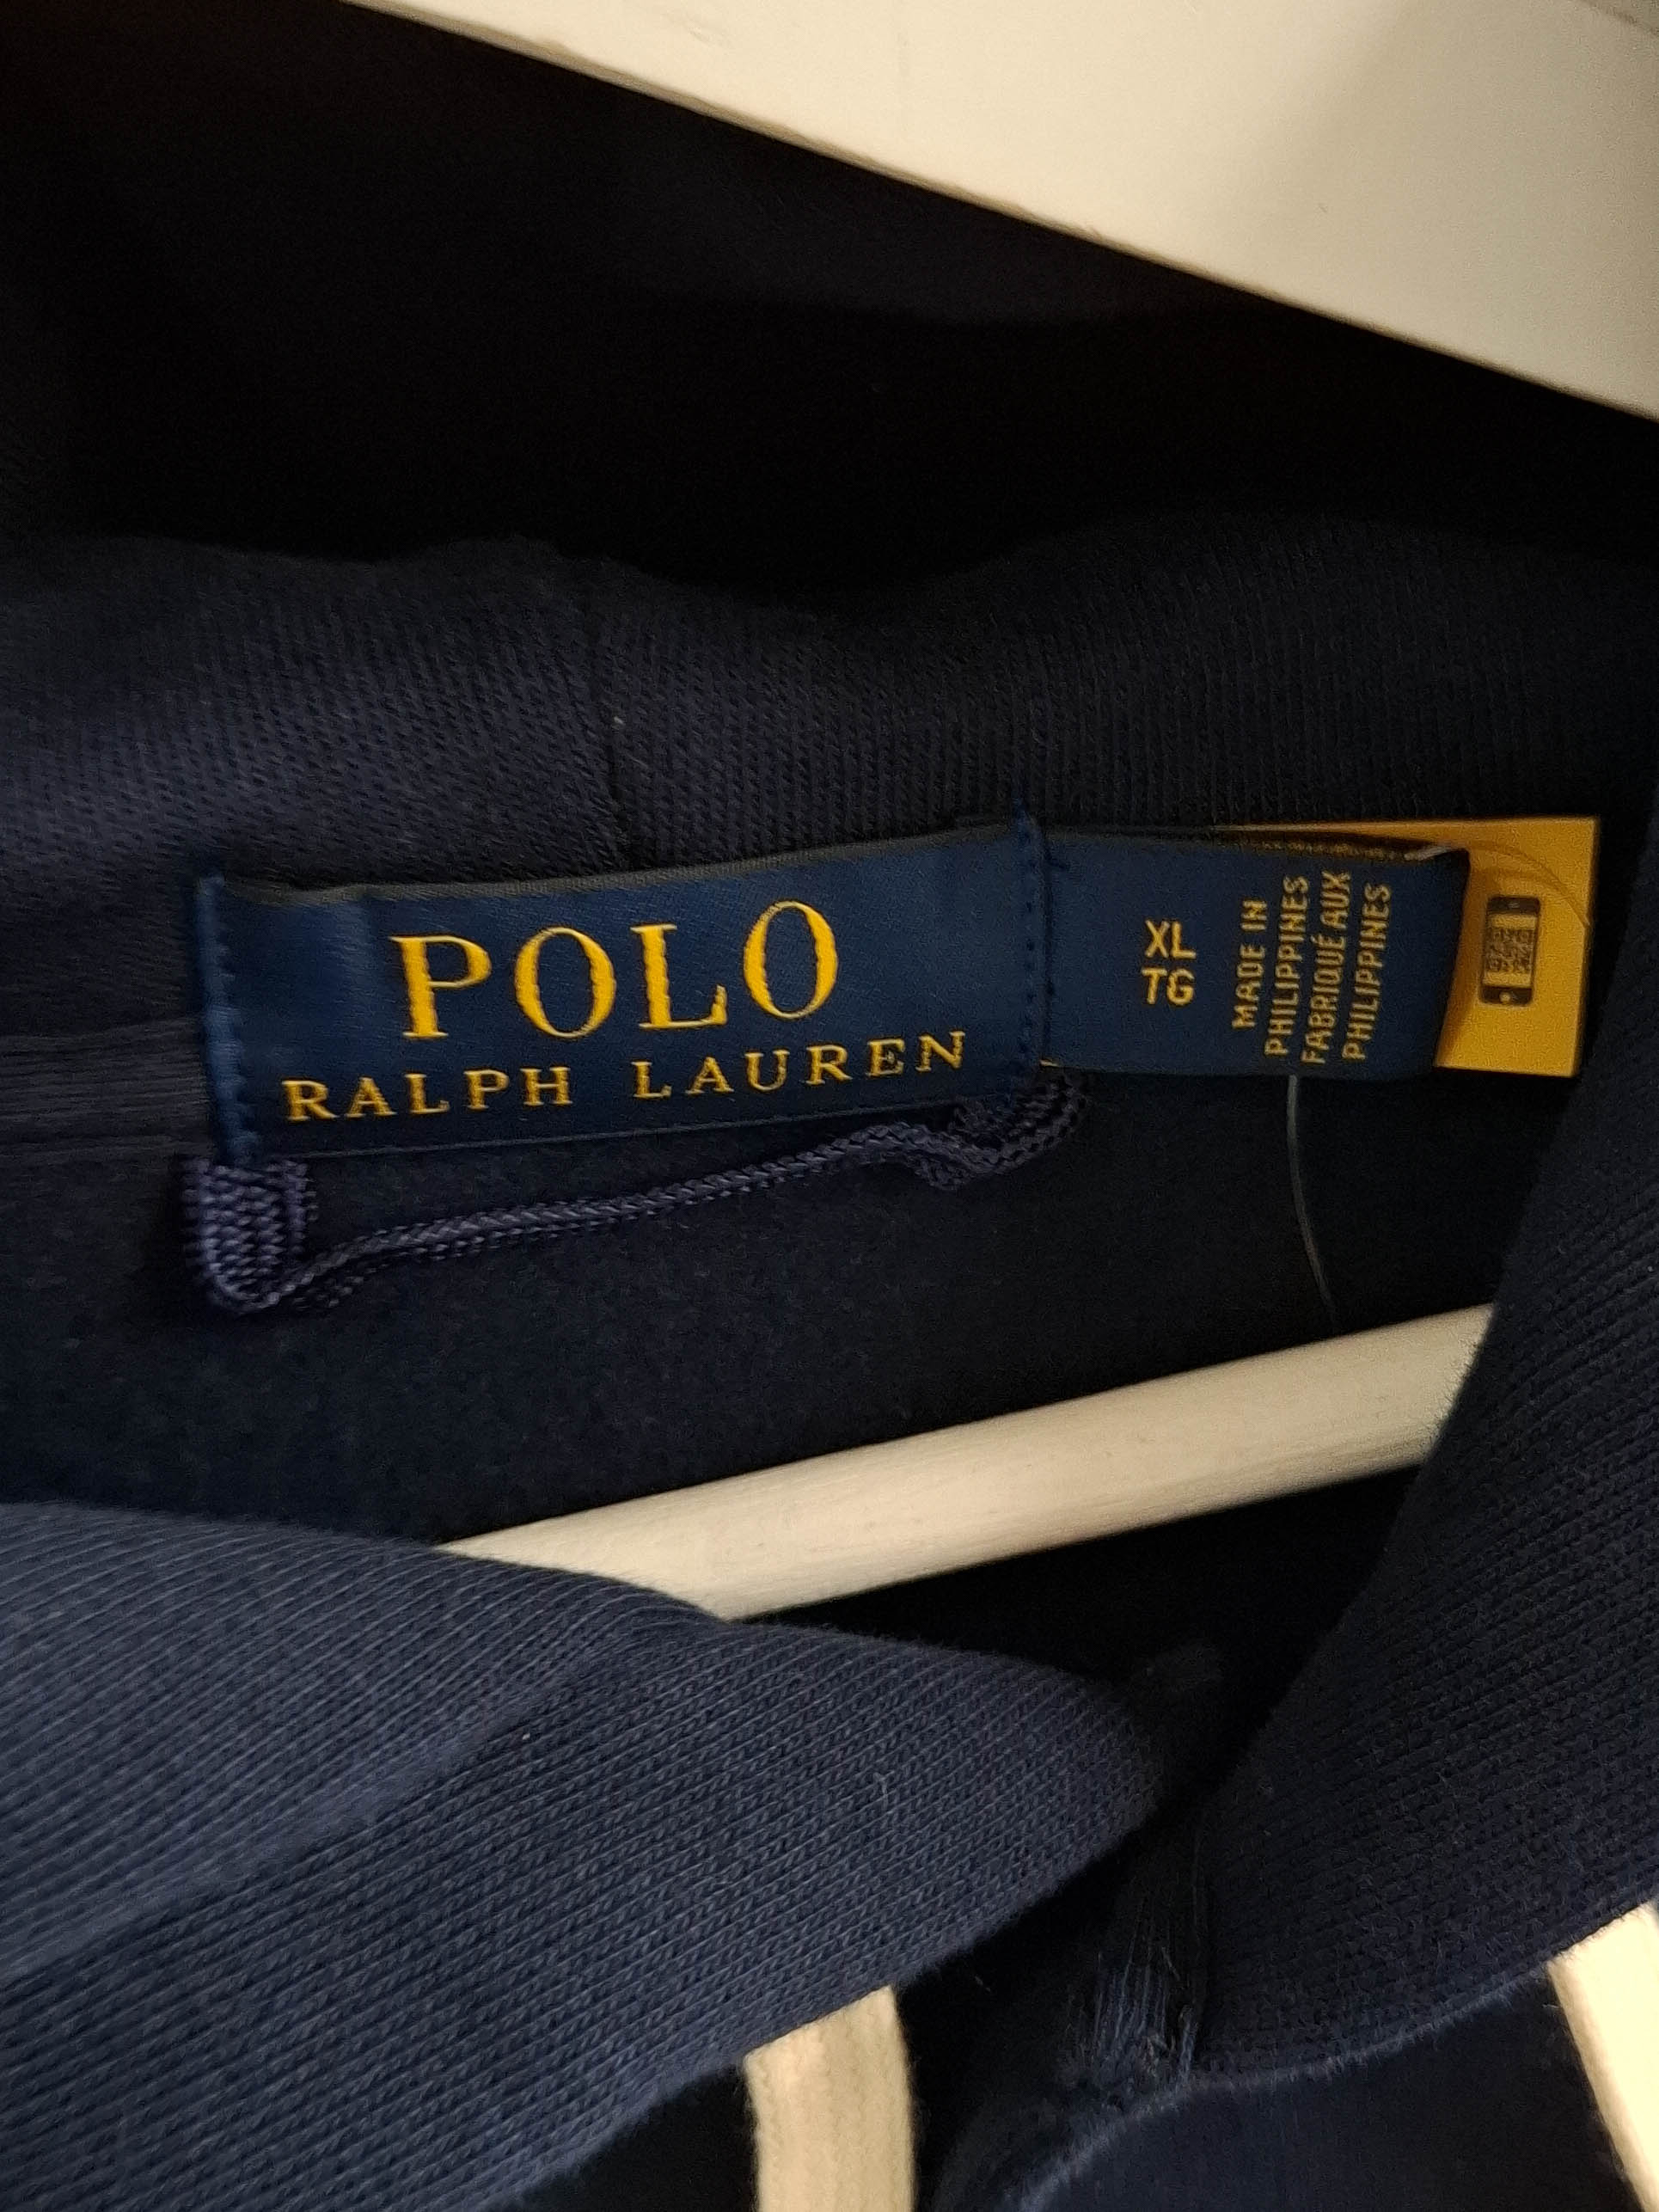 POLO
RALPH LAUREN
XL
TG
MADE IN
PHILIPPINES
FABRIQUÉ AUX
PHILIPPINES